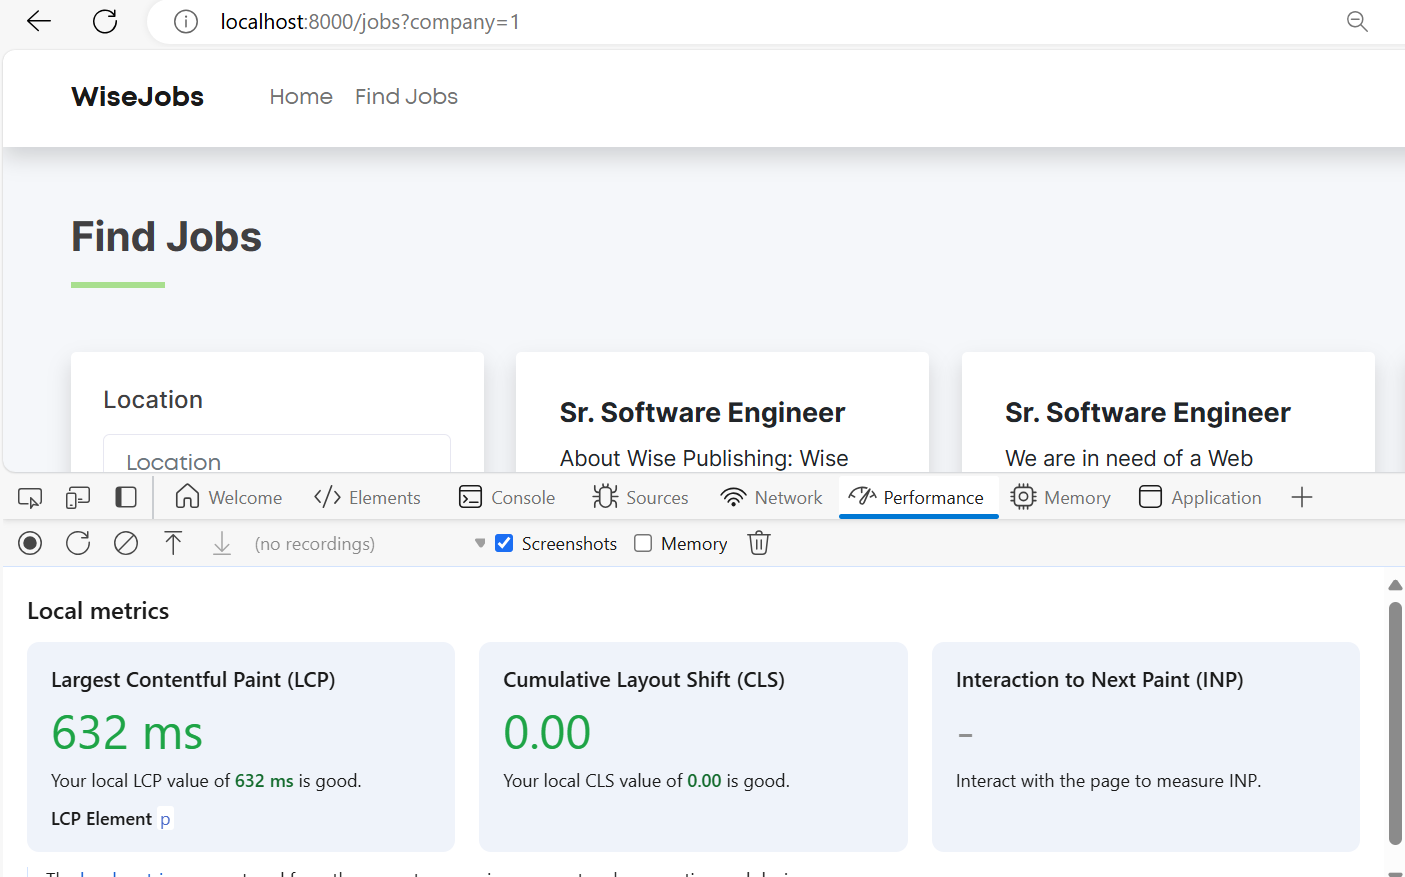 localhost:8000/jobs?company=1
WiseJobs Home Find Jobs
Find Jobs
Location
Location
Sr. Software Engineer
About Wise Publishing: Wise
Sr. Software Engineer
We are in need of a Web
Welcome Elements Console Sources Network Performance Memory Application
(no recordings) Screenshots Memory
Local metrics
Largest Contentful Paint (LCP)
632 ms
Your local LCP value of 632 ms is good.
LCP Element p
Cumulative Layout Shift (CLS)
0.00
Your local CLS value of 0.00 is good.
Interaction to Next Paint (INP)
-
Interact with the page to measure INP.